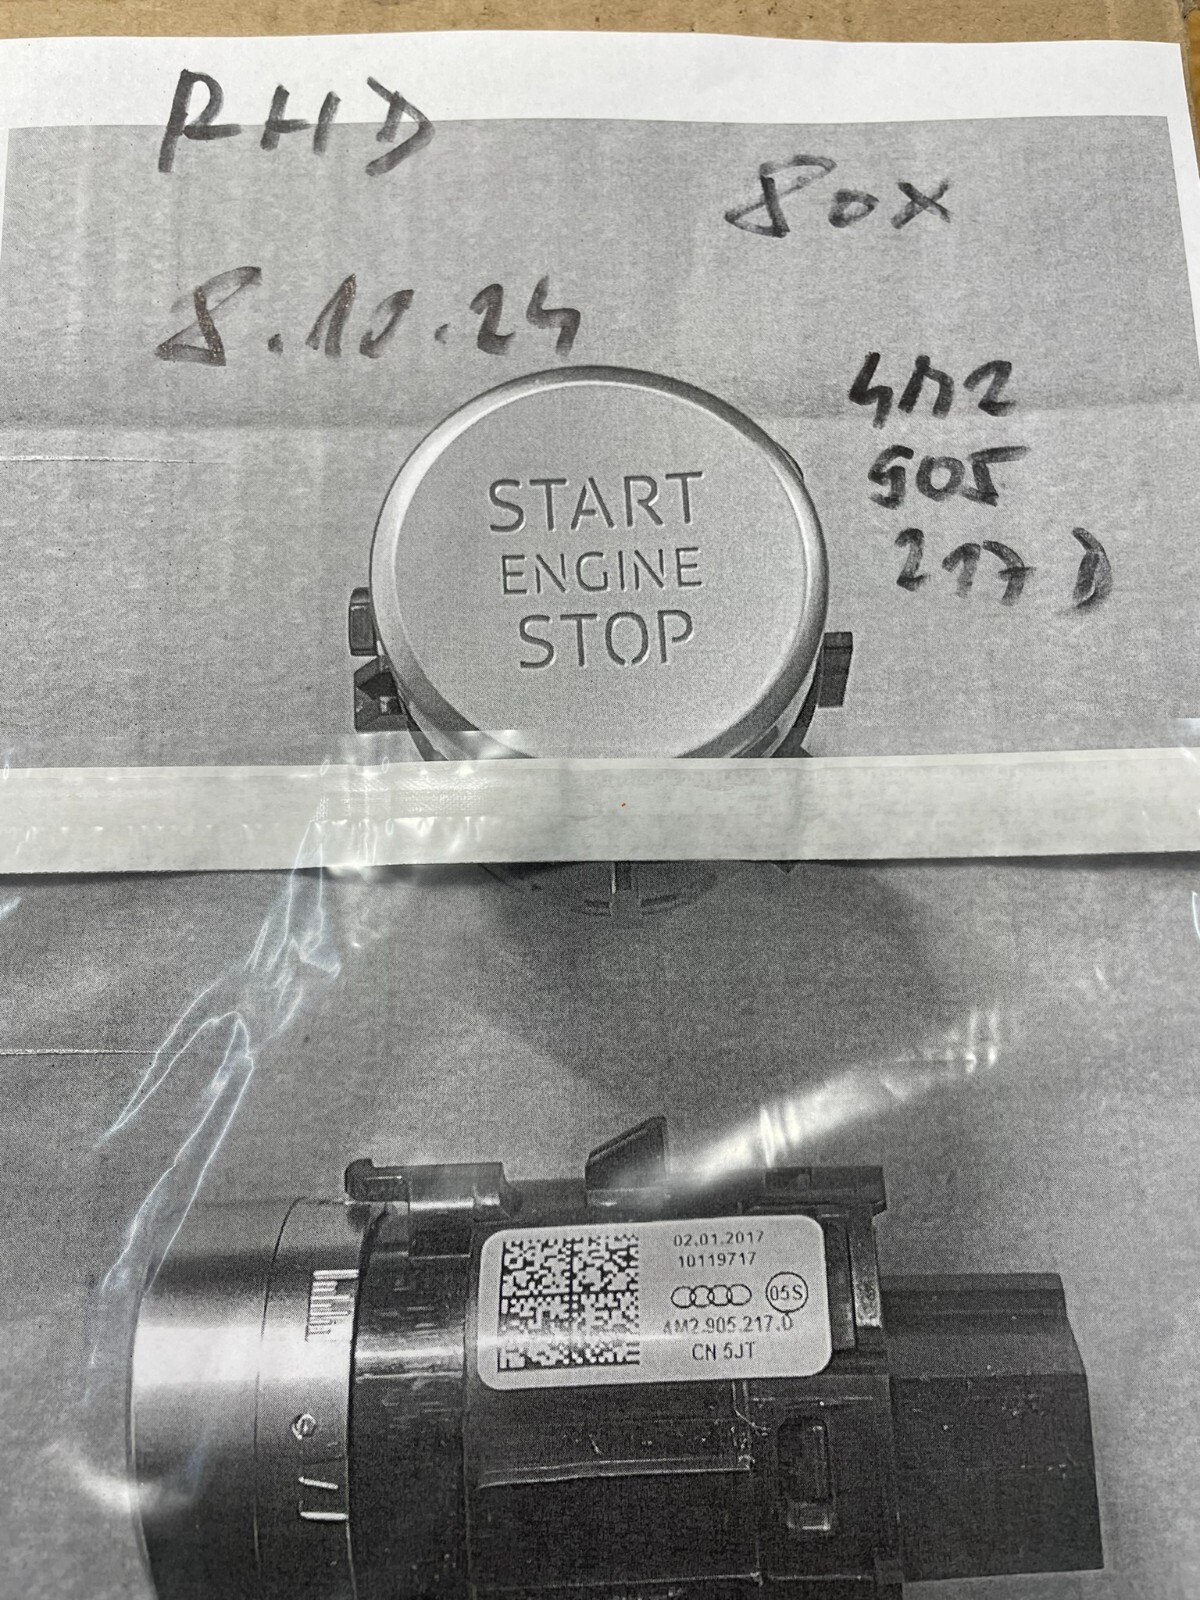 RHD
80x
8.10.24
4M2
905
217 D
START
ENGINE
STOP
02.01.2017
10119717
05S
4M2.905.217.D
CN 5JT